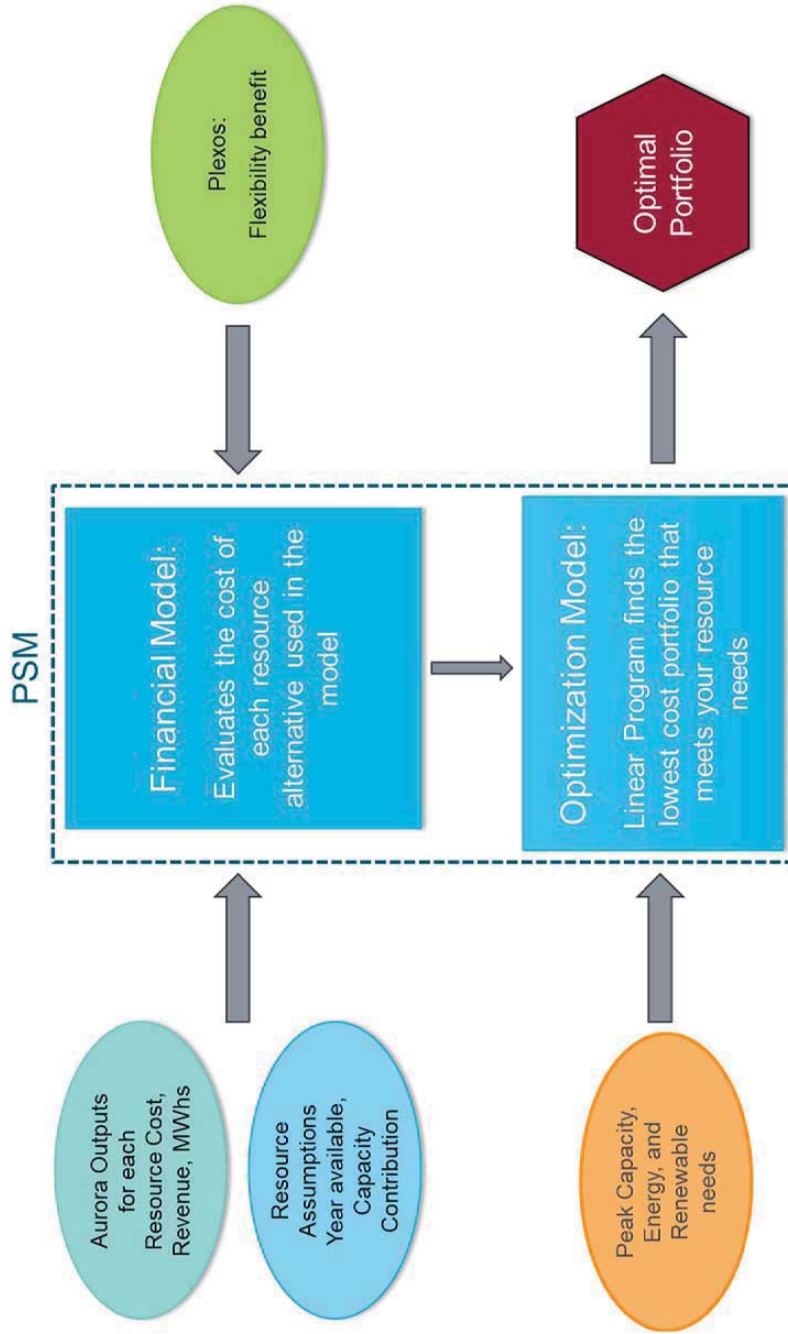 PSM
Aurora Outputs
for each
Resource Cost,
Revenue, MWhs
Resource
Assumptions
Year available,
Capacity
Contribution
Financial Model:
Evaluates the cost of
each resource
alternative used in the
model
Plexos:
Flexibility benefit
Peak Capacity,
Energy, and
Renewable
needs
Optimization Model:
Linear Program finds the
lowest cost portfolio that
meets your resource
needs
Optimal
Portfolio